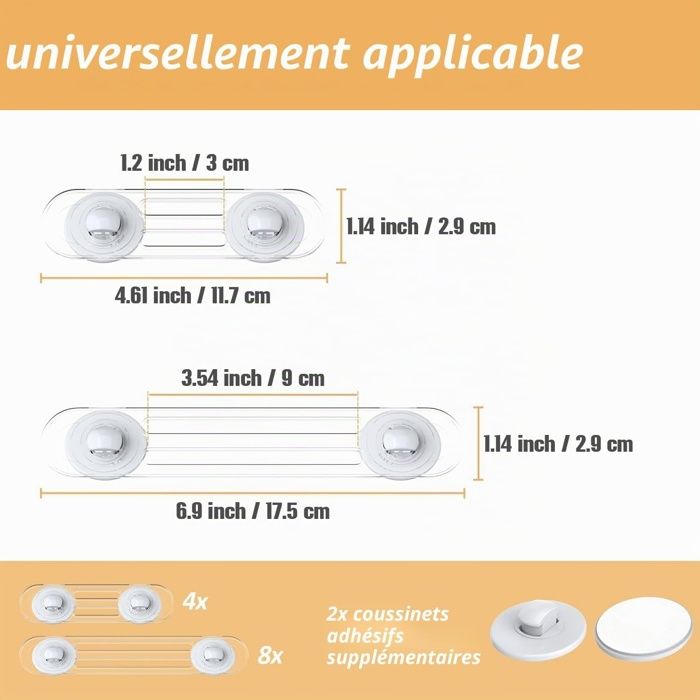 universellement applicable
1.2 inch / 3 cm
1.14 inch / 2.9 cm
4.61 inch / 11.7 cm
3.54 inch / 9 cm
1.14 inch / 2.9 cm
6.9 inch / 17.5 cm
4x
8x
2x coussinets
adhésifs
supplémentaires